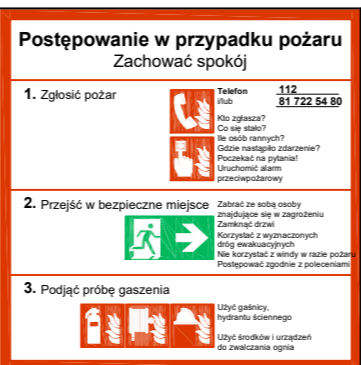 Postępowanie w przypadku pożaru
Zachować spokój
1. Zgłosić pożar
Telefon 112
i/lub 81 722 54 80
Kto zgłasza?
Co się stało?
Ile osób rannych?
Gdzie nastąpiło zdarzenie?
Poczekać na pytania!
Uruchomić alarm
przeciwpożarowy
2. Przejść w bezpieczne miejsce
Zabrać ze sobą osoby
znajdujące się w zagrożeniu
Zamknąć drzwi
Korzystać z wyznaczonych
dróg ewakuacyjnych
Nie korzystać z windy w razie pożaru
Postępować zgodnie z poleceniami
3. Podjąć próbę gaszenia
Użyć gaśnicy,
hydrantu ściennego
Użyć środków i urządzeń
do zwalczania ognia